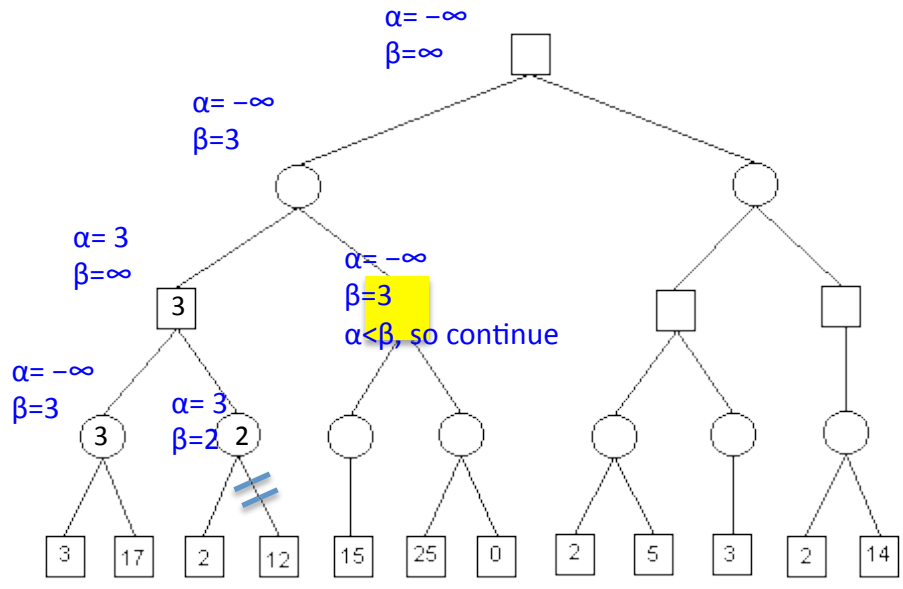 α= −∞
β=∞
α= −∞
β=3
α= 3
β=∞
α= −∞
β=3
α<β, so continue
3
α= −∞
β=3
α= 3
β=2
3
2
3 17 2 12 15 25 0 2 5 3 2 14